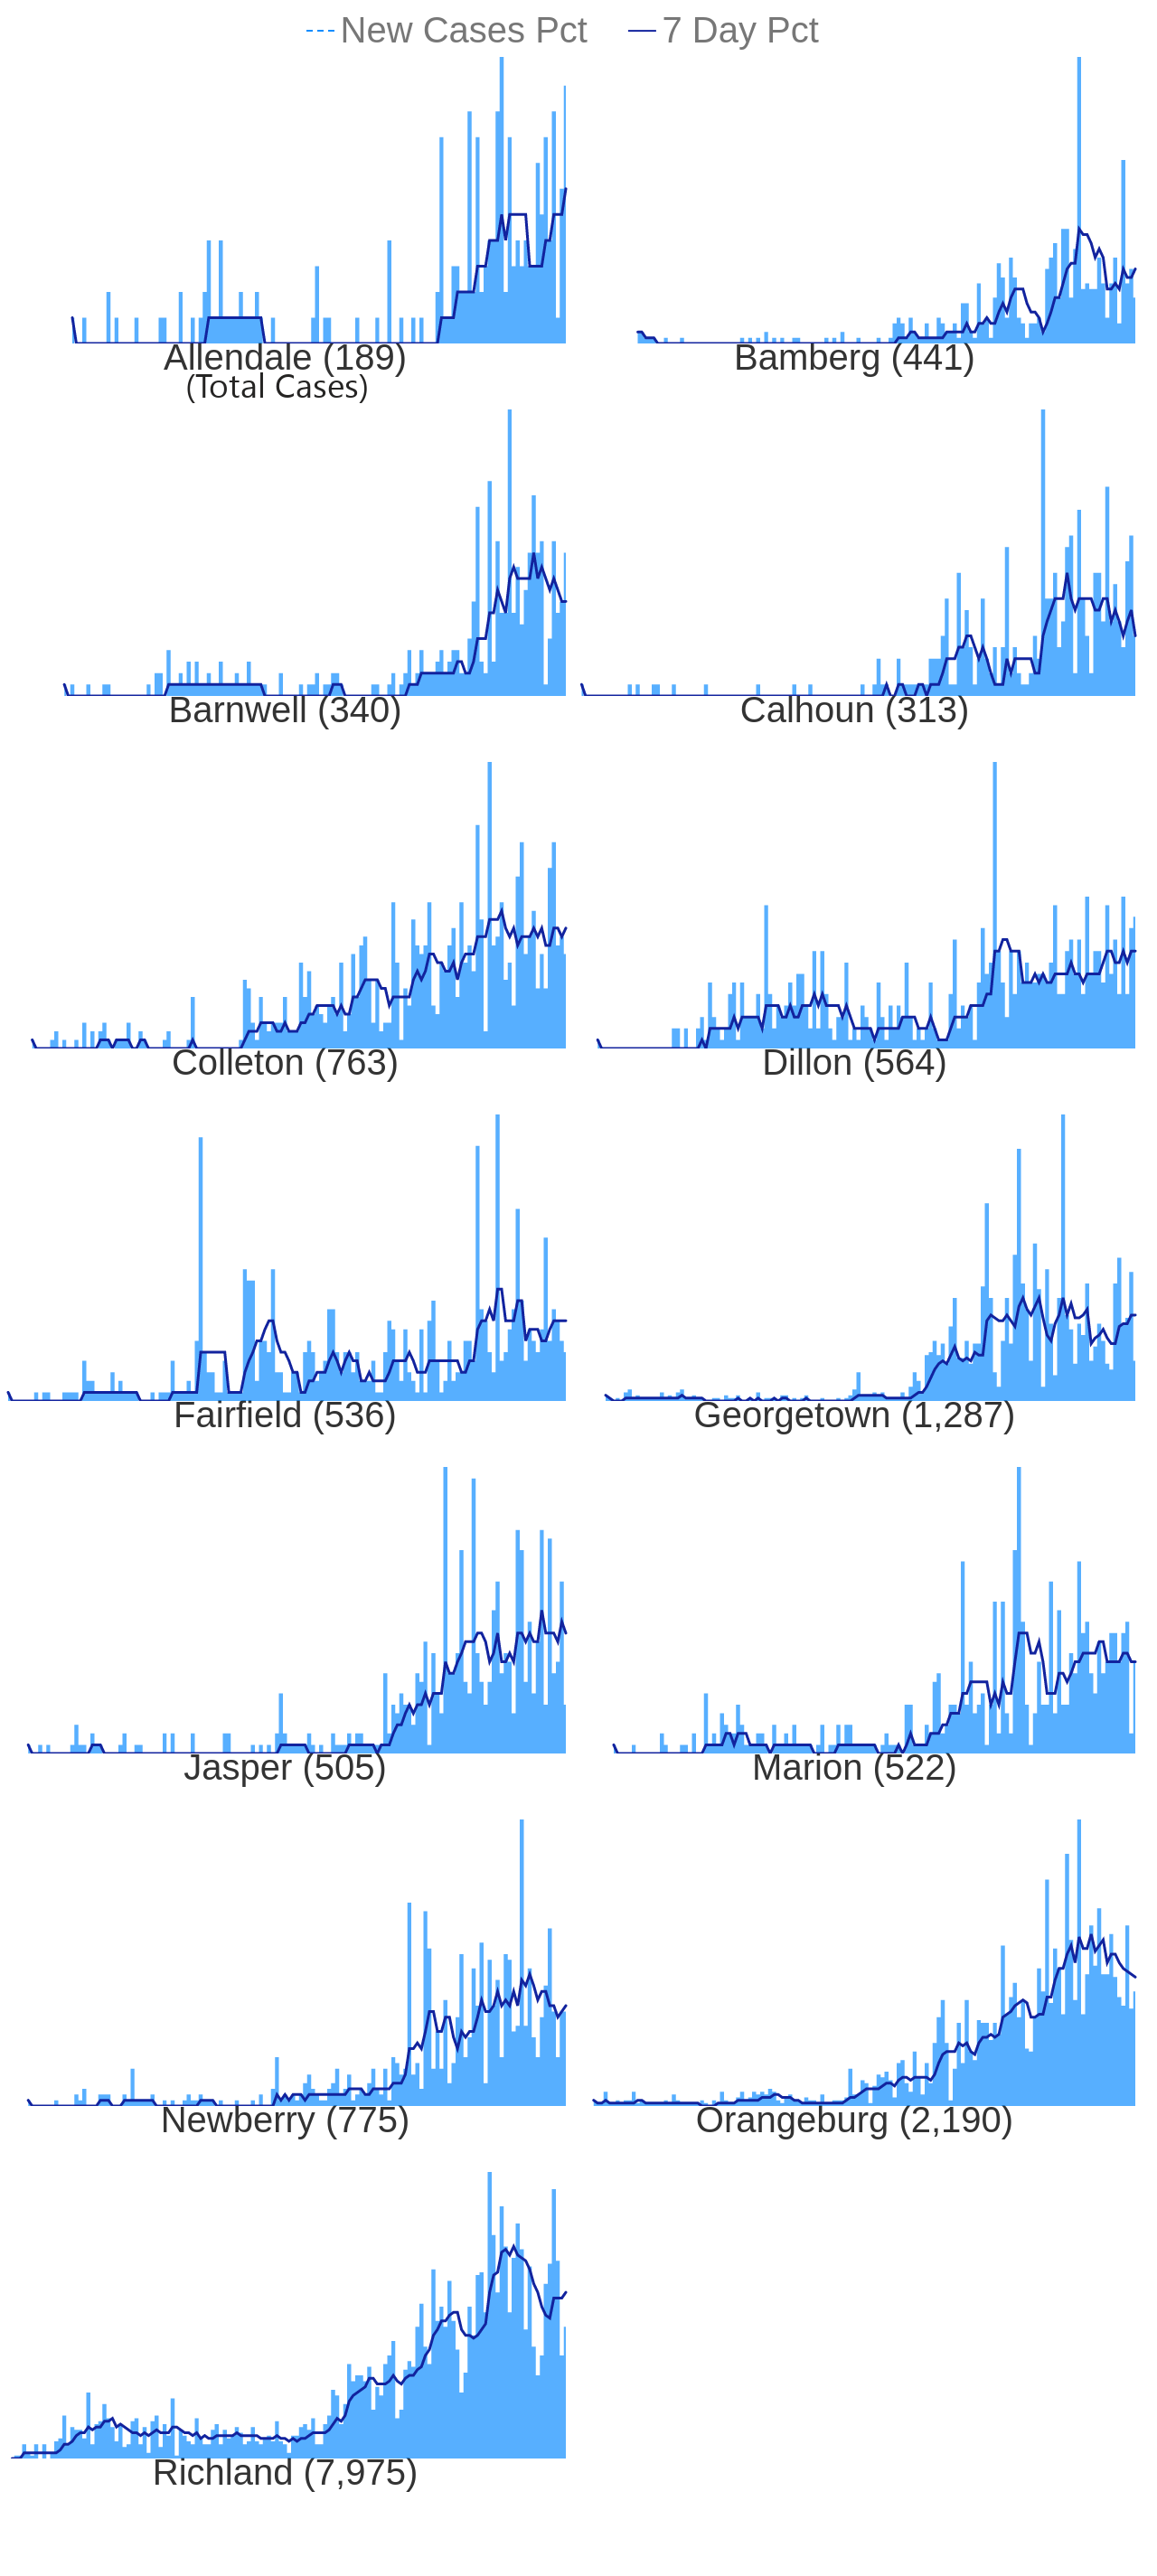 New Cases Pct 7 Day Pct
Allendale (189) Bamberg (441)
(Total Cases)
Barnwell (340) Calhoun (313)
Colleton (763) Dillon (564)
Fairfield (536) Georgetown (1,287)
Jasper (505) Marion (522)
Newberry (775) Orangeburg (2,190)
Richland (7,975)